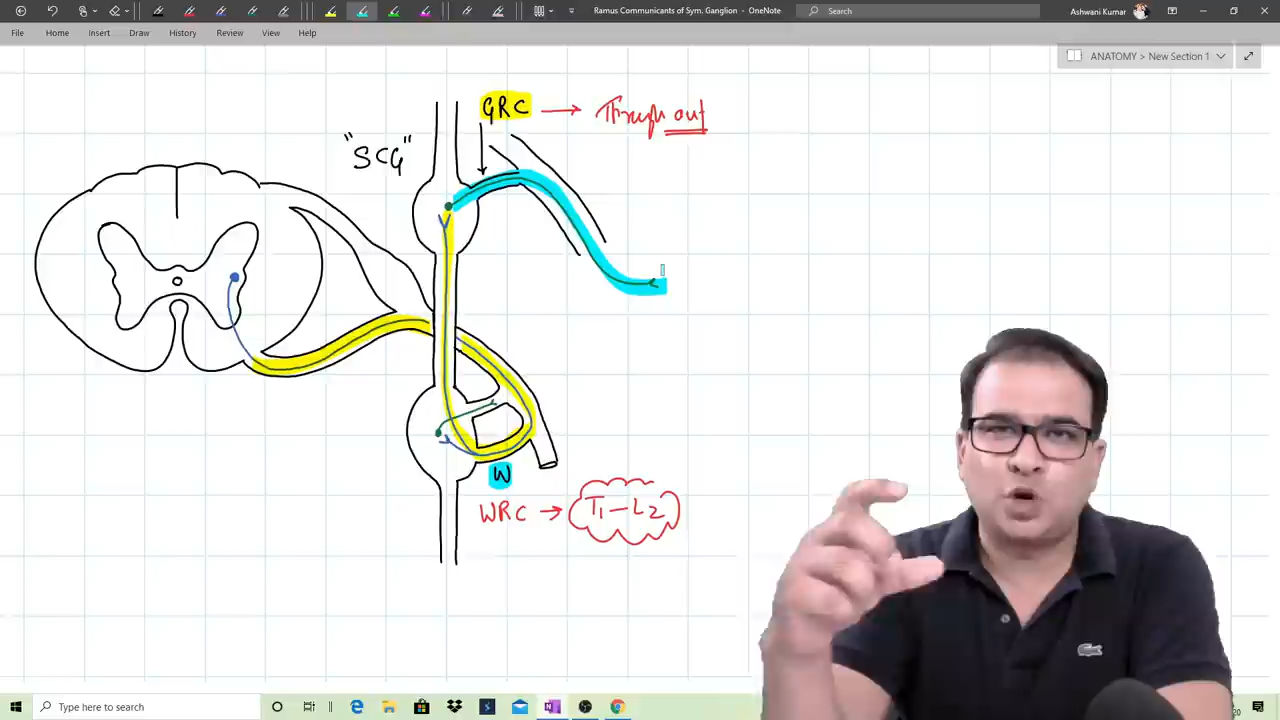 Ramus Communicants of Sym. Ganglion - OneNote
Search
Ashwani Kumar
File Home Insert Draw History Review View Help
ANATOMY > New Section 1
GRC → Through out
"SCG"
W
WRC → T1-L2
Type here to search
20